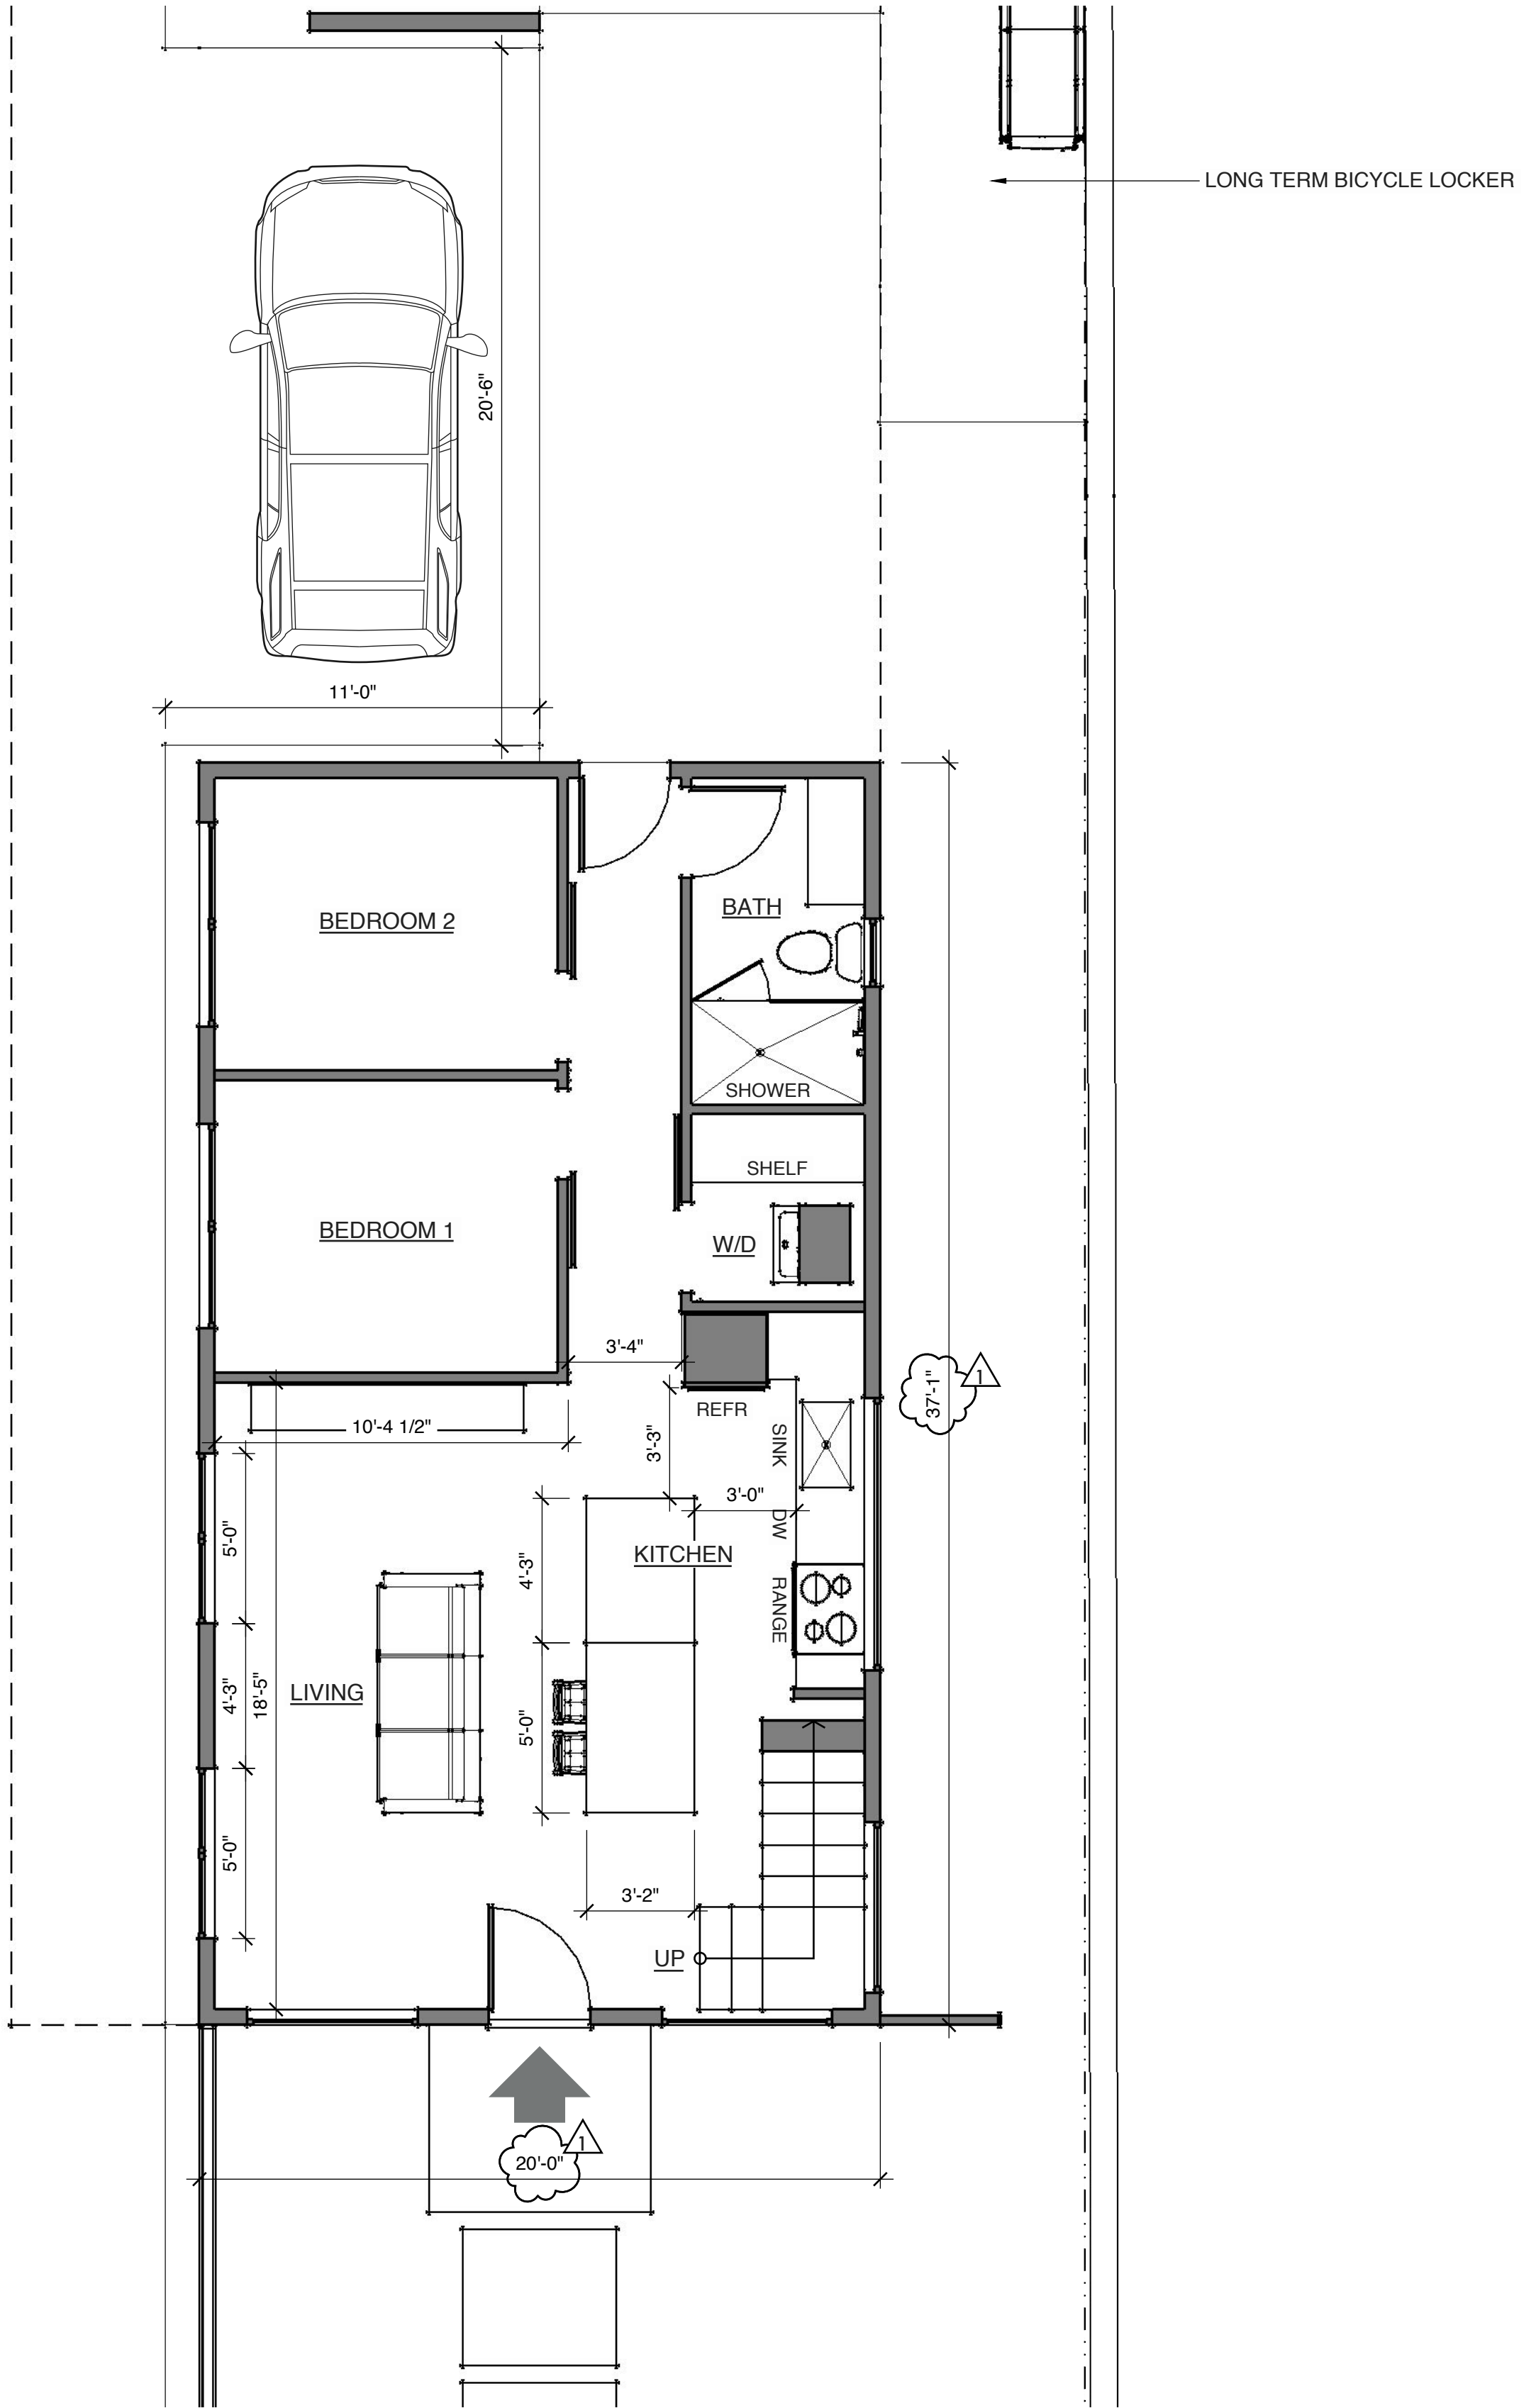 LONG TERM BICYCLE LOCKER
20'-6"
11'-0"
BEDROOM 2
BATH
SHOWER
SHELF
BEDROOM 1
W/D
3'-4"
37'-1"
1
REFR
10'-4 1/2"
SINK
3'-3"
3'-0"
DW
5'-0"
KITCHEN
4'-3"
RANGE
LIVING
4'-3"
18'-5"
5'-0"
5'-0"
3'-2"
UP
1
20'-0"